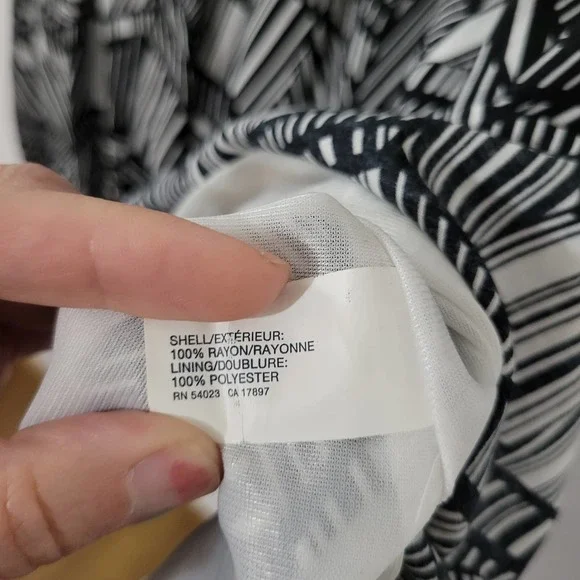 SHELL/EXTÉRIEUR:
100% RAYON/RAYONNE
LINING/DOUBLURE:
100% POLYESTER
RN 54023 CA 17897